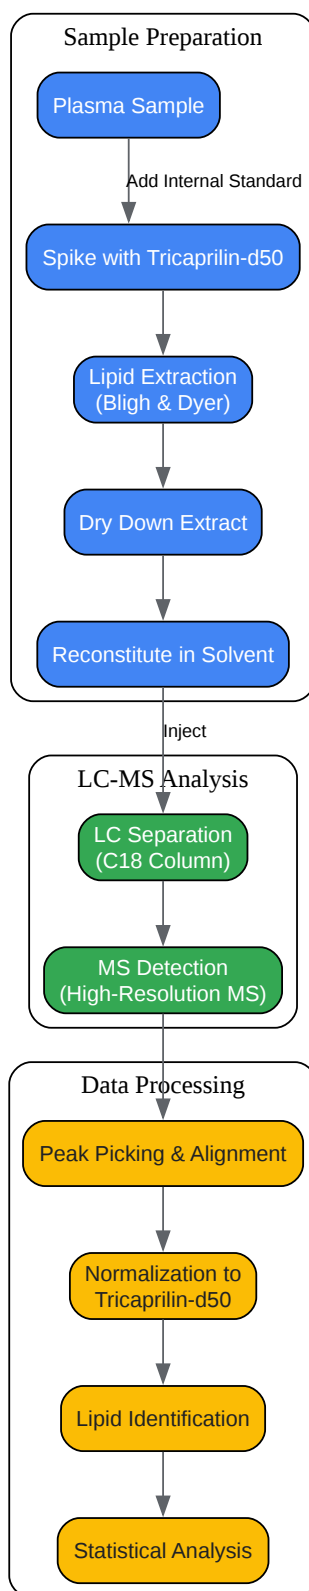 Sample Preparation
Plasma Sample
Add Internal Standard
Spike with Tricaprilin-d50
Lipid Extraction
(Bligh & Dyer)
Dry Down Extract
Reconstitute in Solvent
Inject
LC-MS Analysis
LC Separation
(C18 Column)
MS Detection
(High-Resolution MS)
Data Processing
Peak Picking & Alignment
Normalization to
Tricaprilin-d50
Lipid Identification
Statistical Analysis